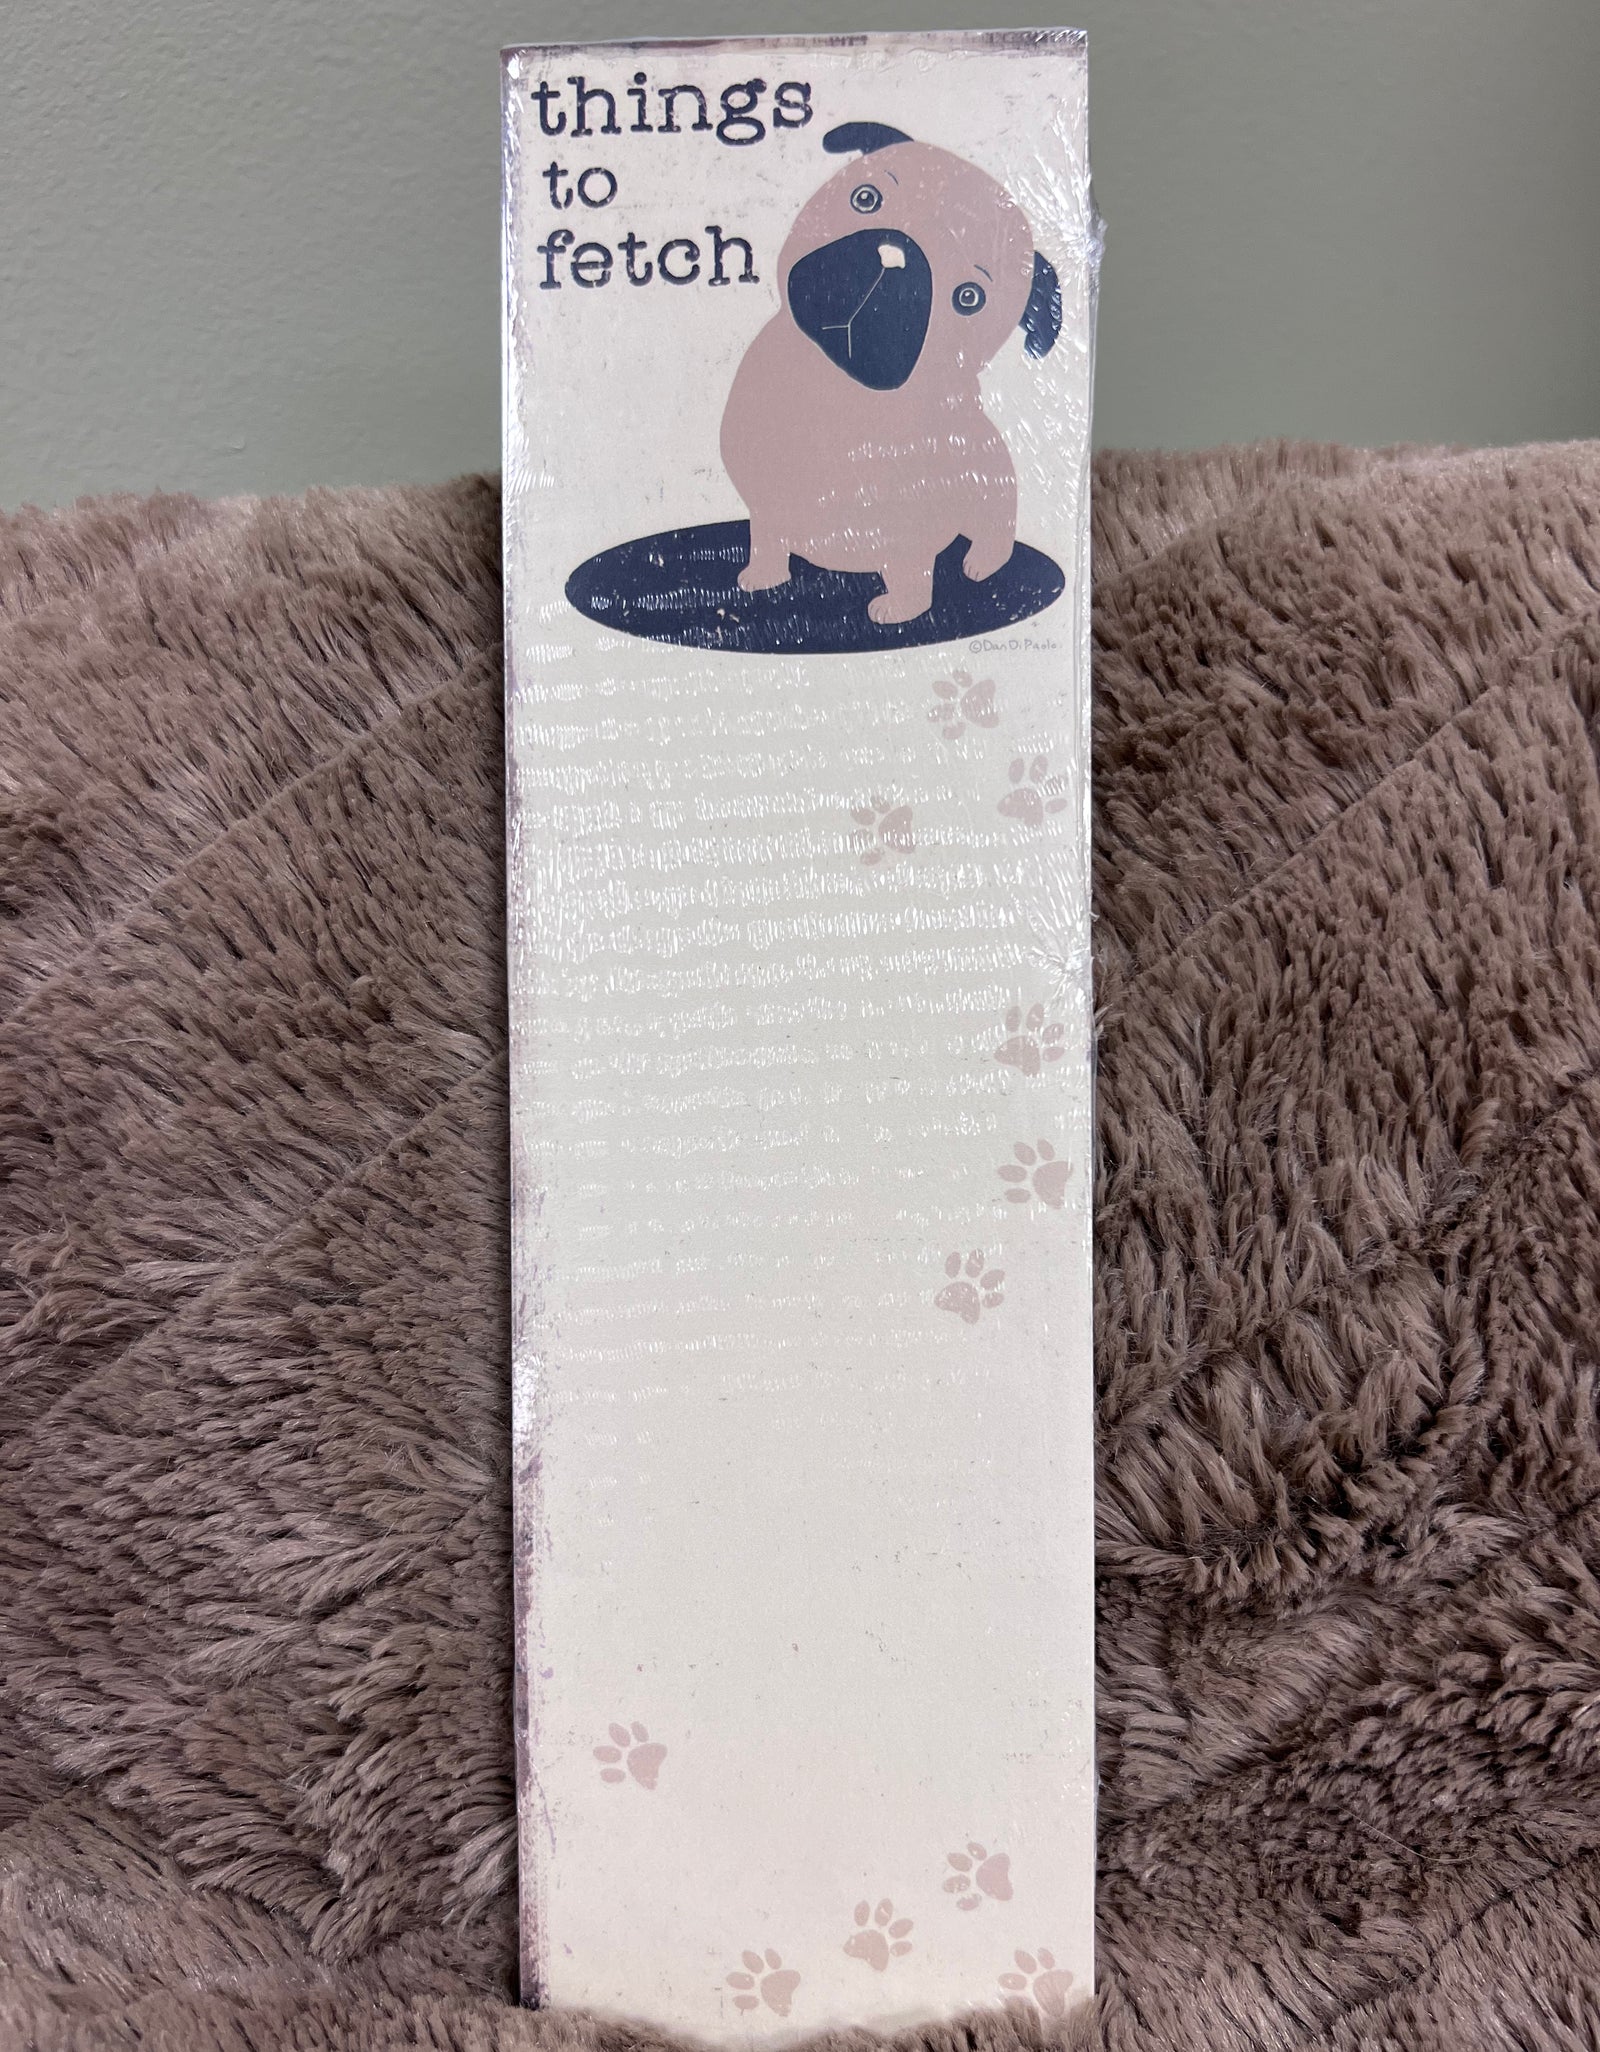 things
to
fetch
©Dan DiPaolo